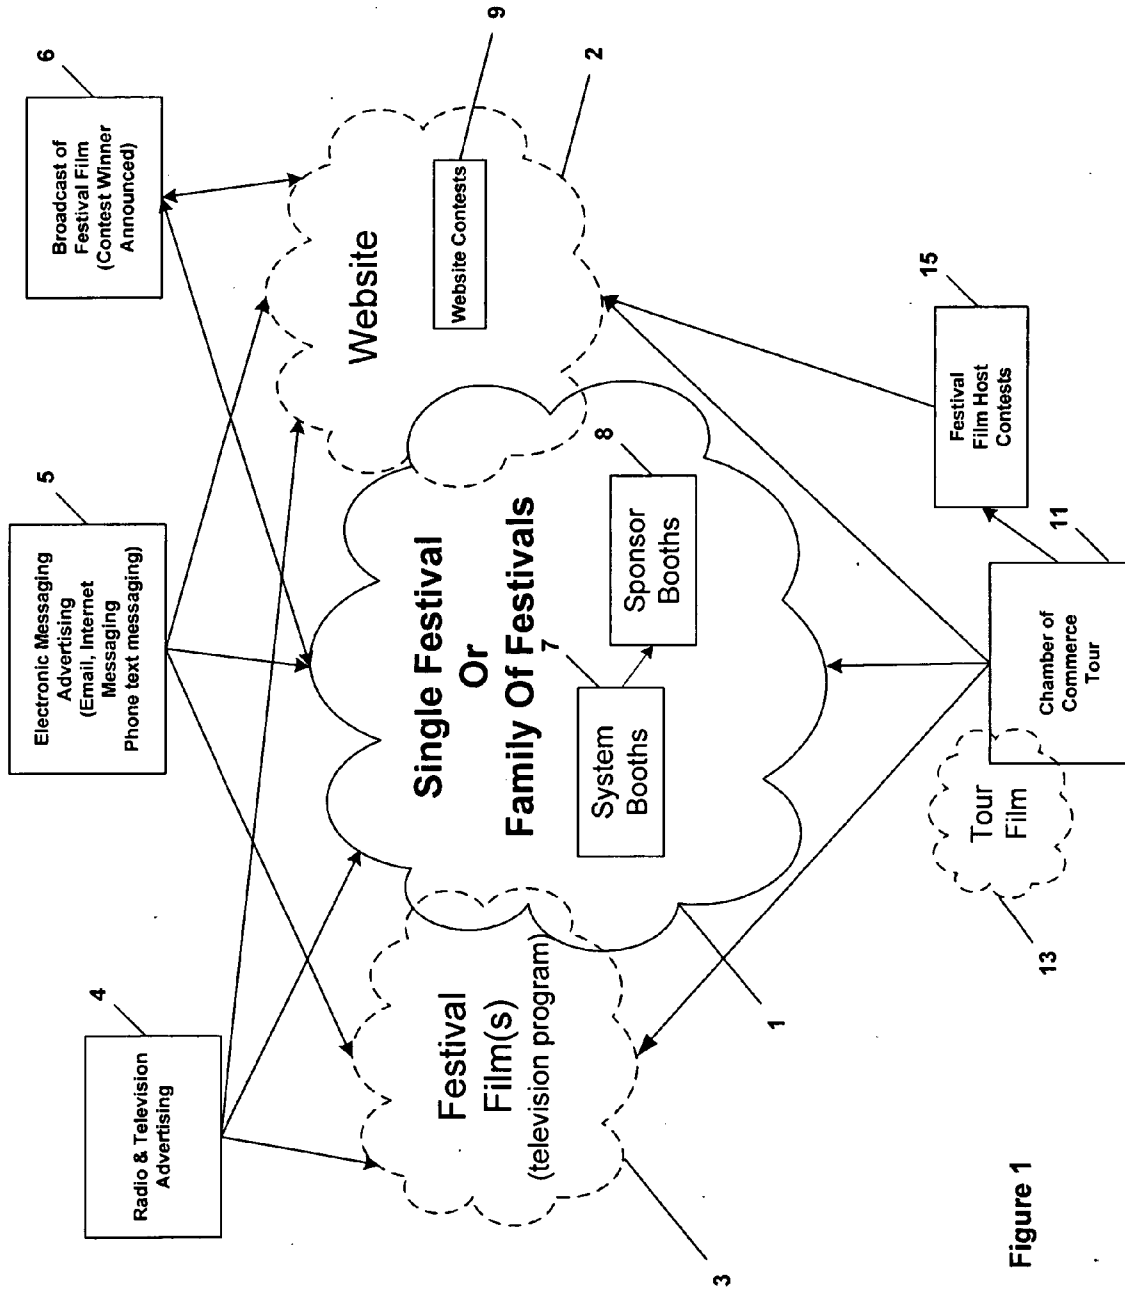 4
Radio & Television
Advertising
5
Electronic Messaging
Advertising
(Email, Internet
Messaging
Phone text messaging)
6
Broadcast of
Festival Film
(Contest Winner
Announced)
Festival
Film(s)
(television program)
3
Single Festival
Or
Family Of Festivals
7
System
Booths
8
Sponsor
Booths
1
Website
9
Website Contests
2
Tour
Film
13
Chamber of
Commerce
Tour
11
Festival
Film Host
Contests
15
Figure 1